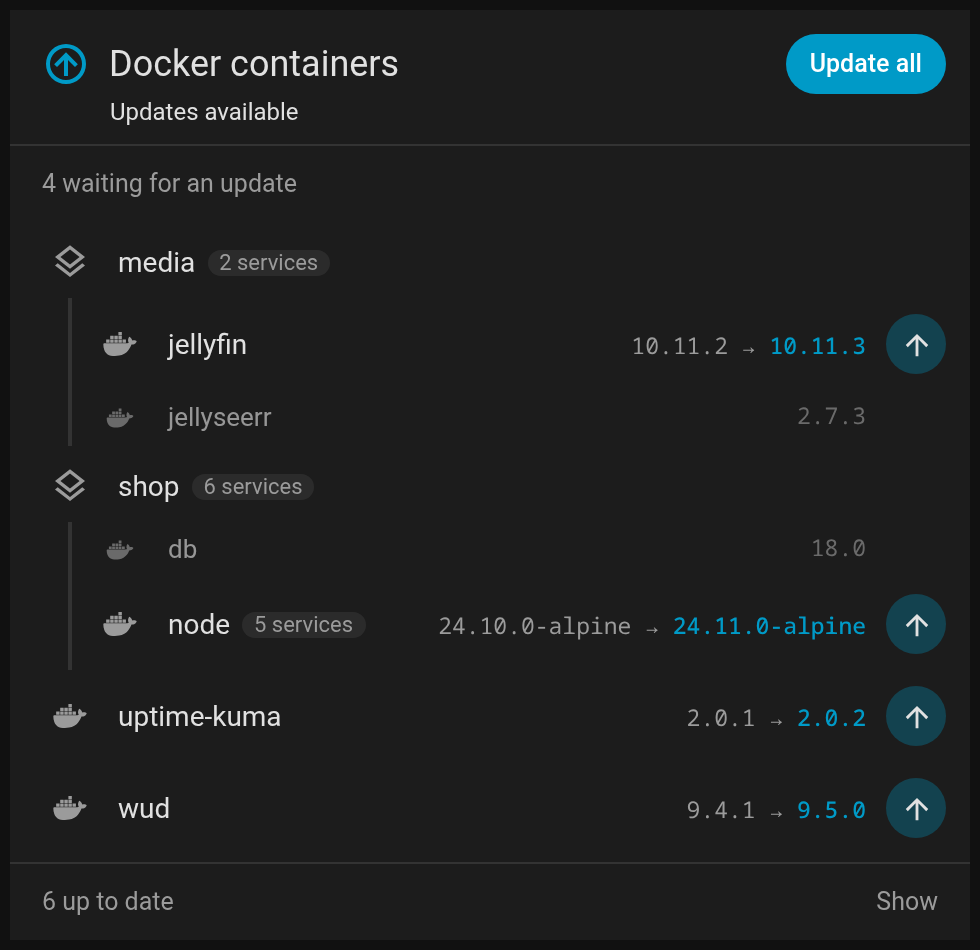 Docker containers
Update all
Updates available
4 waiting for an update
media 2 services
jellyfin 10.11.2 → 10.11.3
jellyseerr 2.7.3
shop 6 services
db 18.0
node 5 services 24.10.0-alpine → 24.11.0-alpine
uptime-kuma 2.0.1 → 2.0.2
wud 9.4.1 → 9.5.0
6 up to date Show